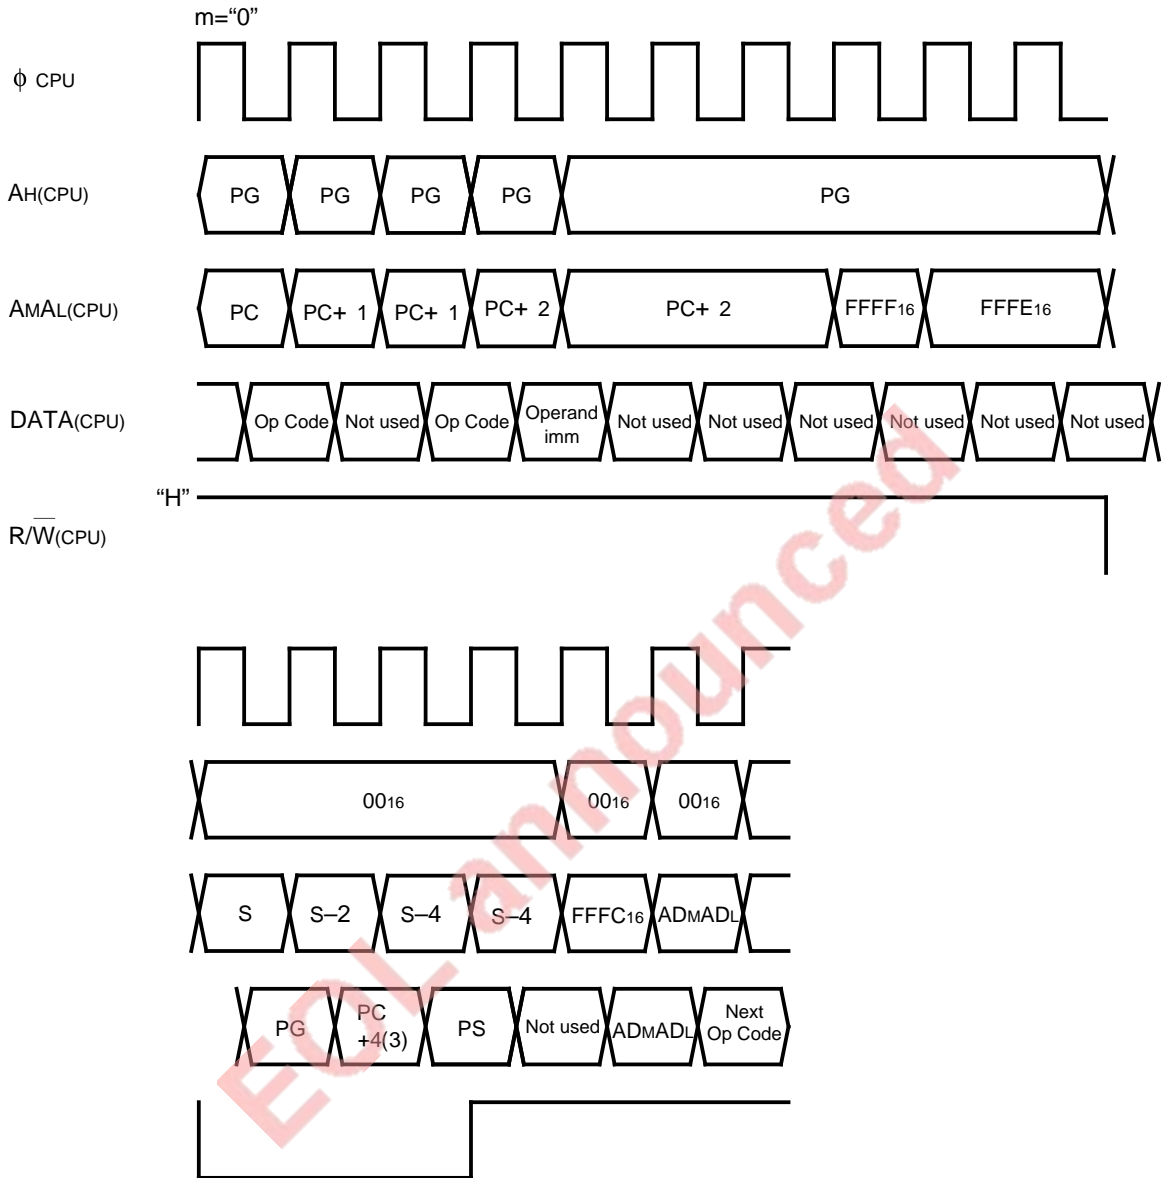 m=“0”
ϕ CPU
AH(CPU)
PG PG PG PG PG
AMAL(CPU)
PC PC+ 1 PC+ 1 PC+ 2 PC+ 2 FFFF16 FFFE16
DATA(CPU)
Op Code Not used Op Code Operand imm Not used Not used Not used Not used Not used Not used
“H”
R/W̅(CPU)
0016 0016 0016
S S–2 S–4 S–4 FFFC16 ADMADL
PG PC +4(3) PS Not used ADMADL Next Op Code
EOL announced